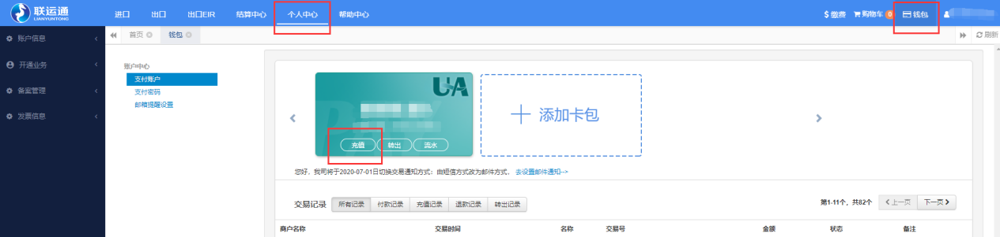 联运通
LIANYUNTONG
进口 出口 出口EIR 结算中心 个人中心 帮助中心 $ 缴费 购物车 0 钱包
账户信息
开通业务
备案管理
发票信息
首页 钱包 刷新
账户中心
支付账户
支付密码
邮箱提醒设置
UA
充值 转出 流水
添加卡包
您好，我司将于2020-07-01日切换交易通知方式：由短信方式改为邮件方式， 去设置邮件通知-->
交易记录 所有记录 付款记录 充值记录 退款记录 转出记录 第1-11个，共82个 上一页 下一页
商户名称 交易时间 名称 交易号 金额 状态 备注